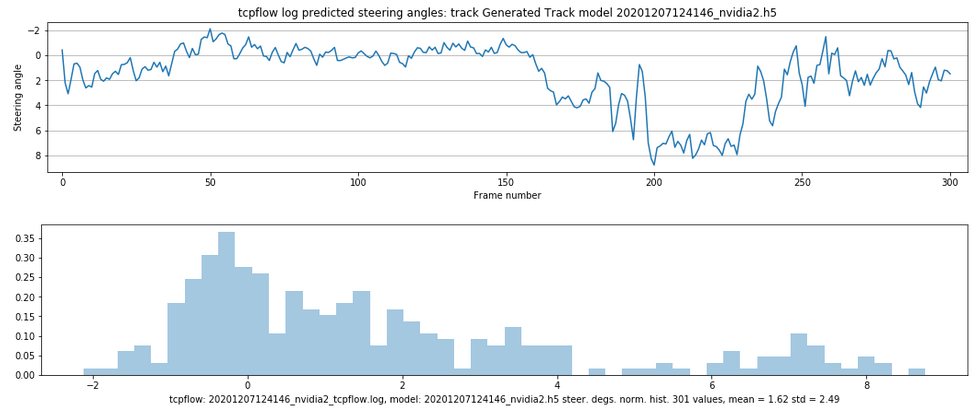 tcpflow log predicted steering angles: track Generated Track model 20201207124146_nvidia2.h5
Steering angle
−2
0
2
4
6
8
0 50 100 150 200 250 300
Frame number
0.35
0.30
0.25
0.20
0.15
0.10
0.05
0.00
−2 0 2 4 6 8
tcpflow: 20201207124146_nvidia2_tcpflow.log, model: 20201207124146_nvidia2.h5 steer. degs. norm. hist. 301 values, mean = 1.62 std = 2.49